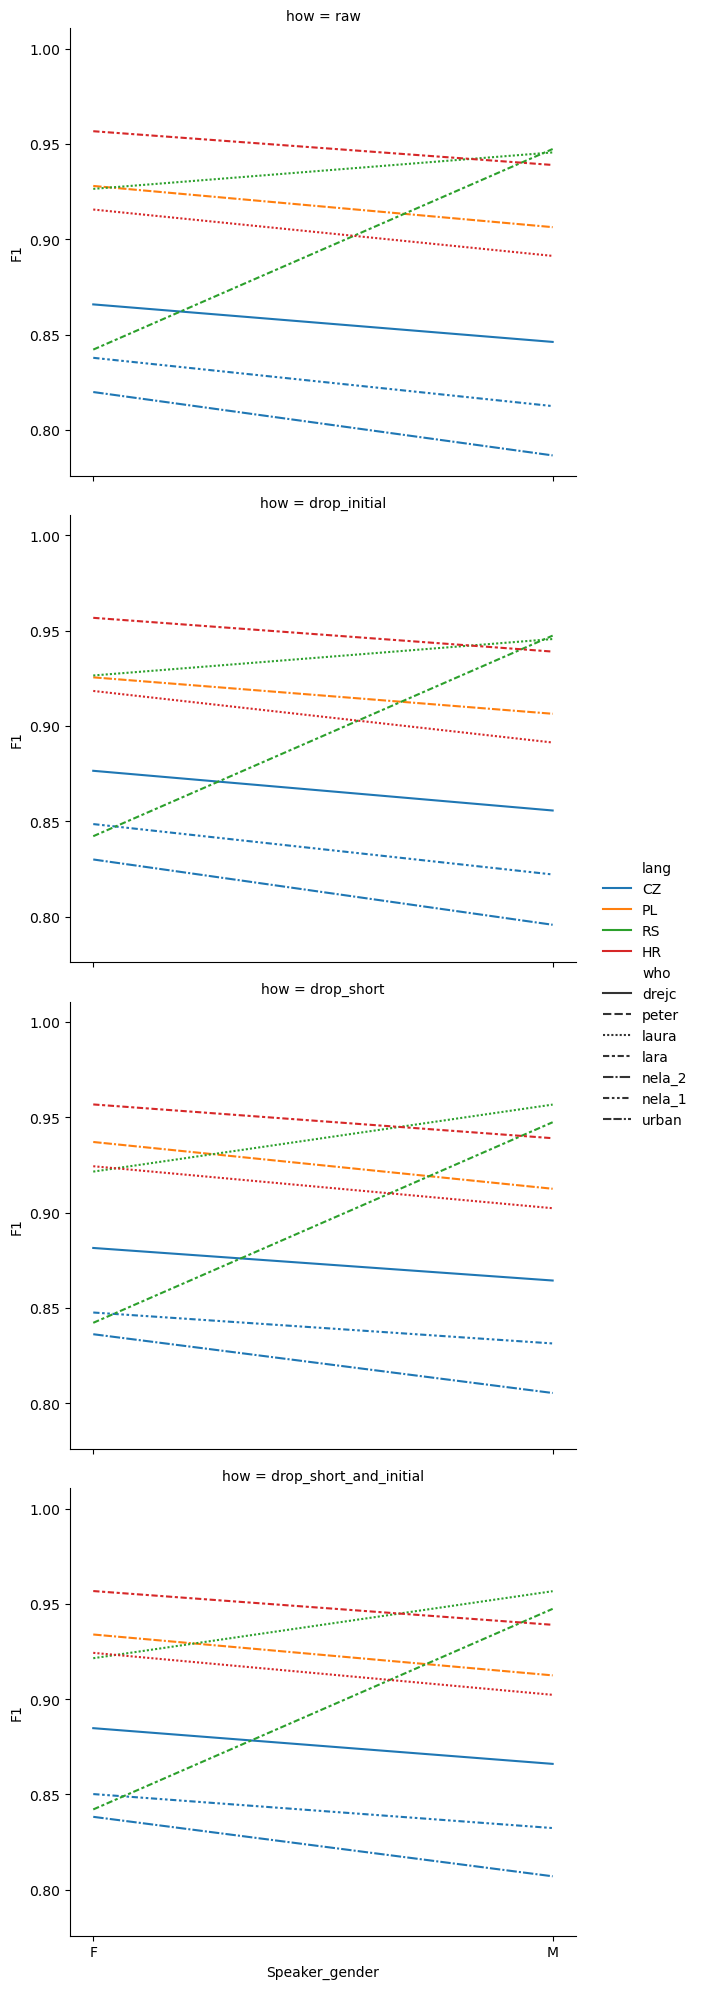 how = raw
1.00
0.95
0.90
0.85
0.80
F1
how = drop_initial
1.00
0.95
0.90
0.85
0.80
F1
lang
CZ
PL
RS
HR
who
drejc
peter
laura
lara
nela_2
nela_1
urban
how = drop_short
1.00
0.95
0.90
0.85
0.80
F1
how = drop_short_and_initial
1.00
0.95
0.90
0.85
0.80
F1
F M
Speaker_gender